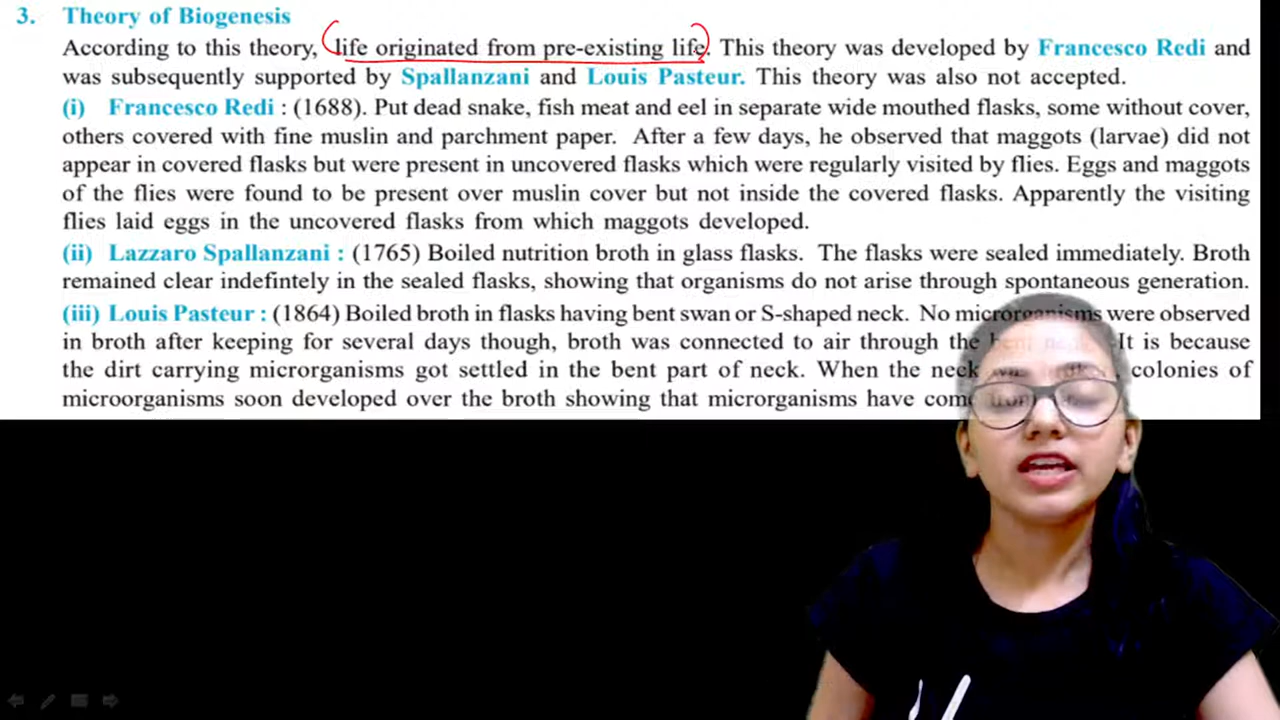 3. Theory of Biogenesis
According to this theory, life originated from pre-existing life. This theory was developed by Francesco Redi and
was subsequently supported by Spallanzani and Louis Pasteur. This theory was also not accepted.
(i) Francesco Redi : (1688). Put dead snake, fish meat and eel in separate wide mouthed flasks, some without cover,
others covered with fine muslin and parchment paper. After a few days, he observed that maggots (larvae) did not
appear in covered flasks but were present in uncovered flasks which were regularly visited by flies. Eggs and maggots
of the flies were found to be present over muslin cover but not inside the covered flasks. Apparently the visiting
flies laid eggs in the uncovered flasks from which maggots developed.
(ii) Lazzaro Spallanzani : (1765) Boiled nutrition broth in glass flasks. The flasks were sealed immediately. Broth
remained clear indefintely in the sealed flasks, showing that organisms do not arise through spontaneous generation.
(iii) Louis Pasteur : (1864) Boiled broth in flasks having bent swan or S-shaped neck. No microrganisms were observed
in broth after keeping for several days though, broth was connected to air through the bent neck. It is because
the dirt carrying microrganisms got settled in the bent part of neck. When the neck colonies of
microorganisms soon developed over the broth showing that microrganisms have come from